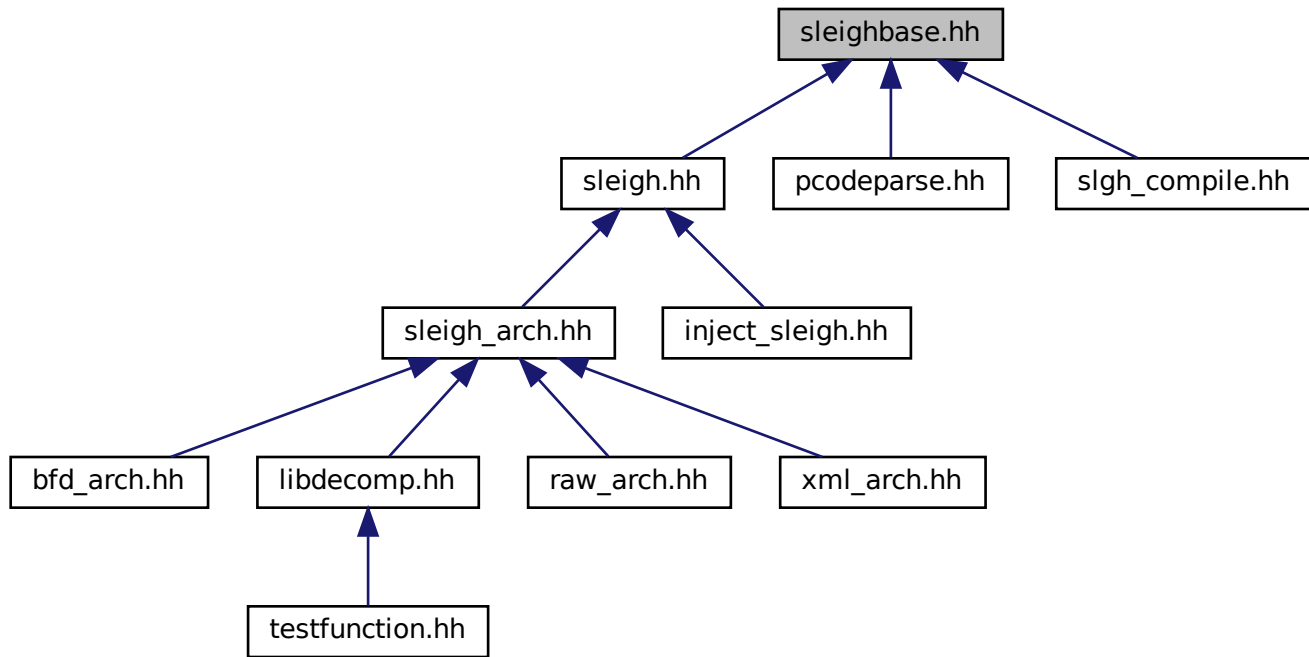 sleighbase.hh
sleigh.hh
pcodeparse.hh
slgh_compile.hh
sleigh_arch.hh
inject_sleigh.hh
bfd_arch.hh
libdecomp.hh
raw_arch.hh
xml_arch.hh
testfunction.hh